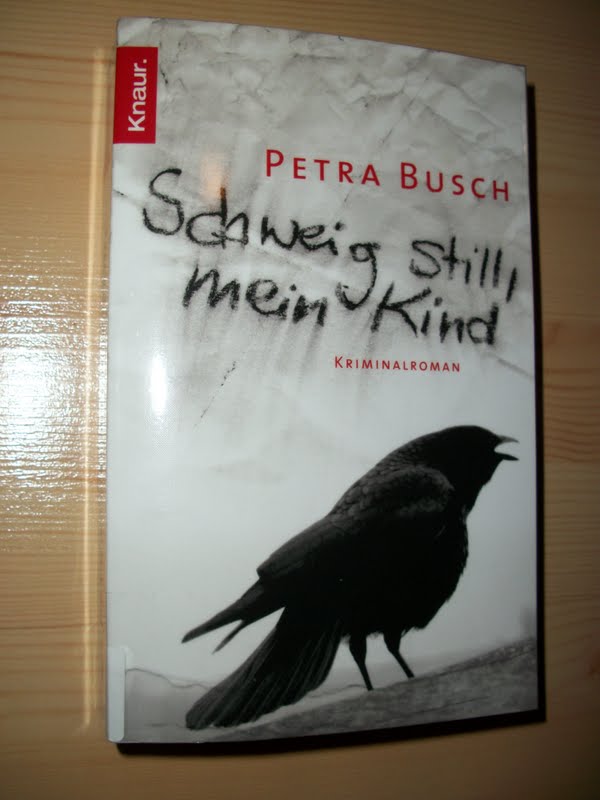 Knaur.
PETRA BUSCH
Schweig still,
mein Kind
KRIMINALROMAN